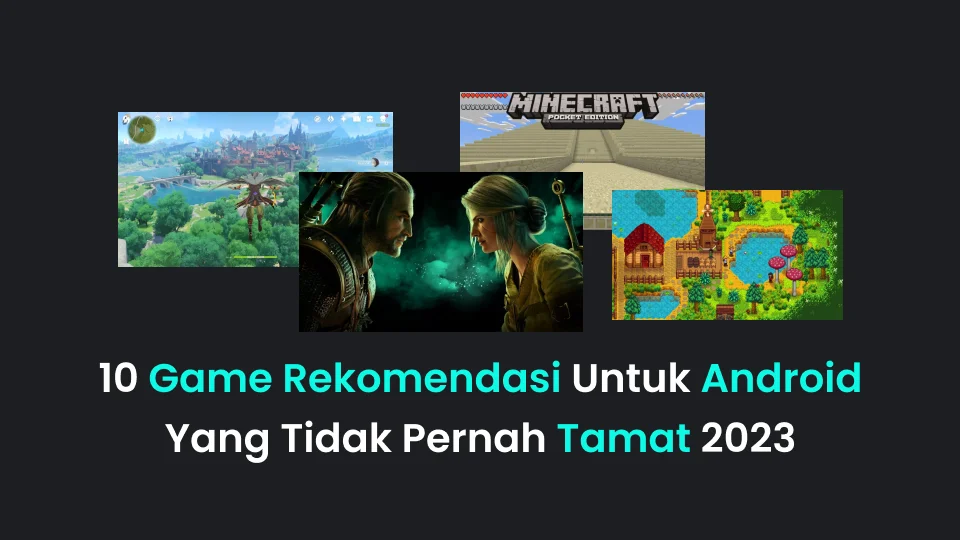 MINECRAFT
POCKET EDITION
10 Game Rekomendasi Untuk Android
Yang Tidak Pernah Tamat 2023